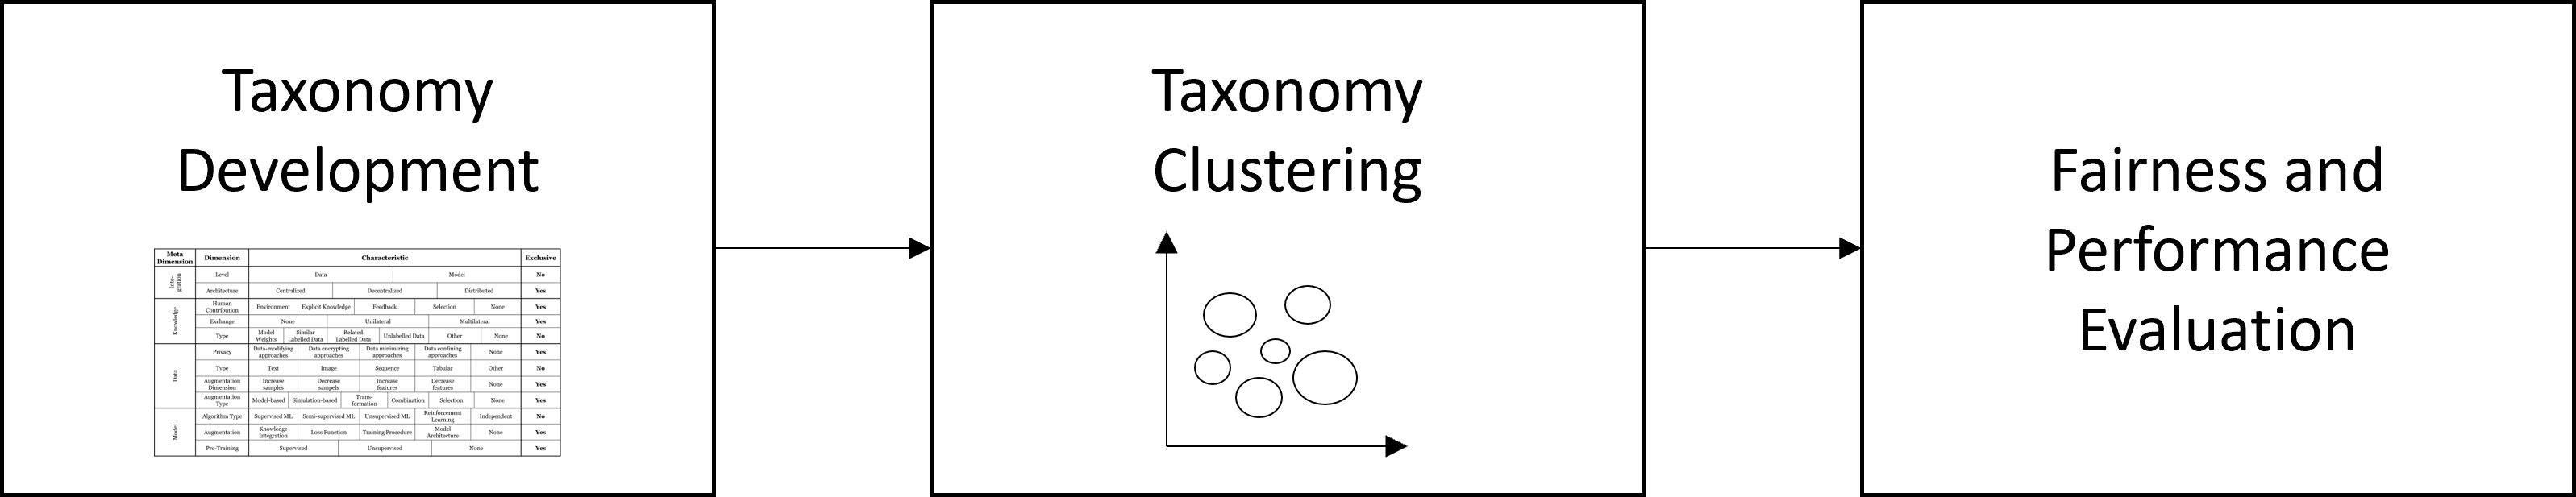 Taxonomy
Development
Meta Dimension Dimension Characteristic Exclusive
Inte-gration Level Data Model No
Architecture Centralized Decentralized Distributed Yes
Knowledge Human Contribution Environment Explicit Knowledge Feedback Selection None Yes
Exchange None Unilateral Multilateral Yes
Type Model Weights Similar Labelled Data Related Labelled Data Unlabelled Data Other None No
Data Privacy Data-modifying approaches Data encrypting approaches Data minimizing approaches Data confining approaches None Yes
Type Text Image Sequence Tabular Other No
Augmentation Dimension Increase samples Decrease sampels Increase features Decrease features None Yes
Augmentation Type Model-based Simulation-based Trans-formation Combination Selection None Yes
Model Algorithm Type Supervised ML Semi-supervised ML Unsupervised ML Reinforcement Learning Independent No
Augmentation Knowledge Integration Loss Function Training Procedure Model Architecture None Yes
Pre-Training Supervised Unsupervised None Yes
Taxonomy
Clustering
Fairness and
Performance
Evaluation